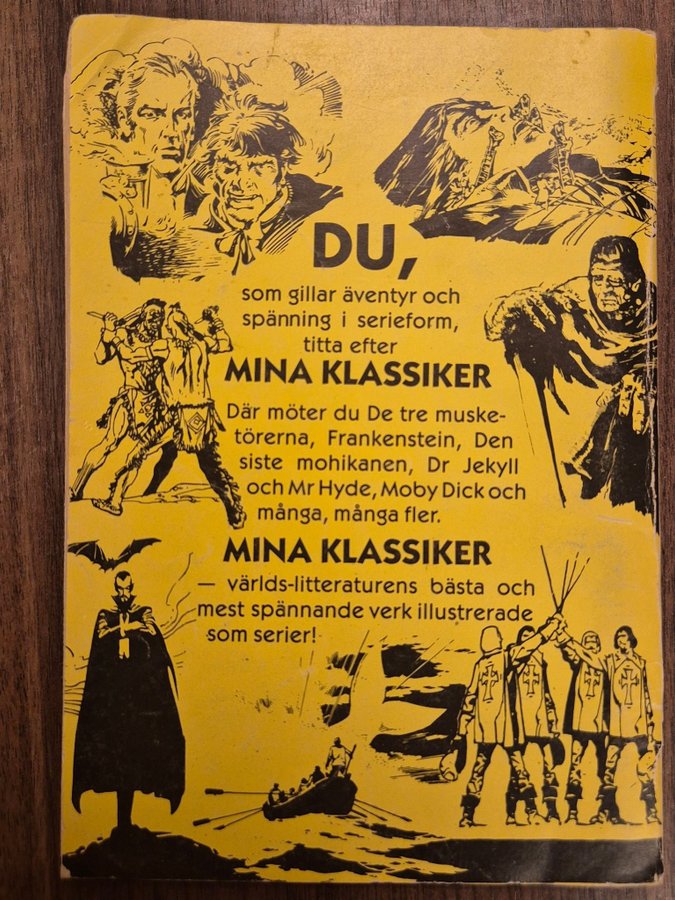 DU,
som gillar äventyr och
spänning i serieform,
titta efter
MINA KLASSIKER
Där möter du De tre muske-
törerna, Frankenstein, Den
siste mohikanen, Dr Jekyll
och Mr Hyde, Moby Dick och
många, många fler.
MINA KLASSIKER
— världs-litteraturens bästa och
mest spännande verk illustrerade
som serier!